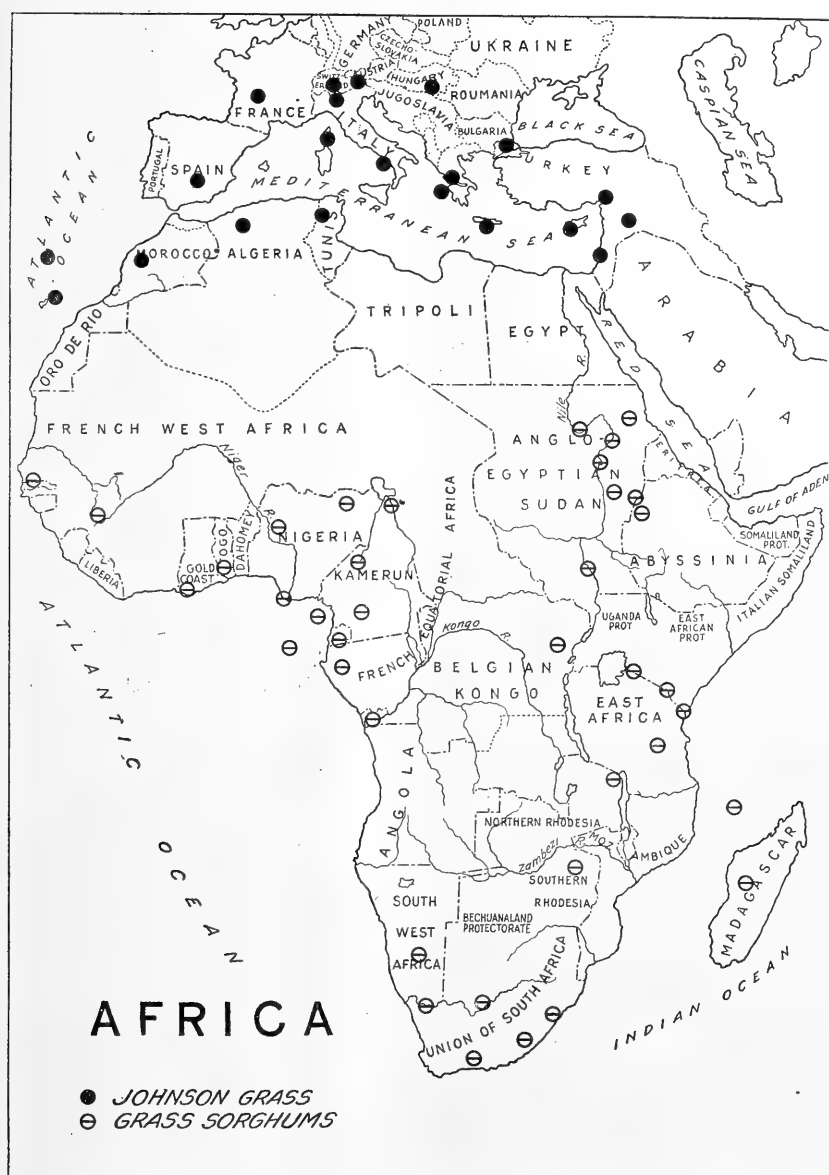 POLAND
GERMANY
CZECHO-
SLOVAKIA
UKRAINE
AUSTRIA
SWITZ
ERLAND
HUNGARY
ROUMANIA
JUGOSLAVIA
FRANCE
ITALY
BULGARIA
BLACK SEA
CASPIAN SEA
PORTUGAL
SPAIN
TURKEY
MEDITERRANEAN SEA
ATLANTIC
OCEAN
MOROCCO
ALGERIA
TUNIS
TRIPOLI
EGYPT
ARABIA
RED SEA
ORO DE RIO
Nile R.
FRENCH WEST AFRICA
Niger R.
ANGLO-
EGYPTIAN
SUDAN
ERITREA
GULF OF ADEN
SOMALILAND
PROT.
ITALIAN SOMALILAND
ABYSSINIA
NIGERIA
DAHOMEY
TOGO
GOLD
COAST
LIBERIA
KAMERUN
FRENCH EQUATORIAL AFRICA
UGANDA
PROT
EAST
AFRICAN
PROT
Kongo R.
BELGIAN
KONGO
EAST
AFRICA
ATLANTIC OCEAN
ANGOLA
NORTHERN RHODESIA
MOZAMBIQUE
Zambezi R.
SOUTHERN
RHODESIA
MADAGASCAR
SOUTH
WEST
AFRICA
BECHUANALAND
PROTECTORATE
UNION OF SOUTH AFRICA
INDIAN OCEAN
AFRICA
JOHNSON GRASS
GRASS SORGHUMS